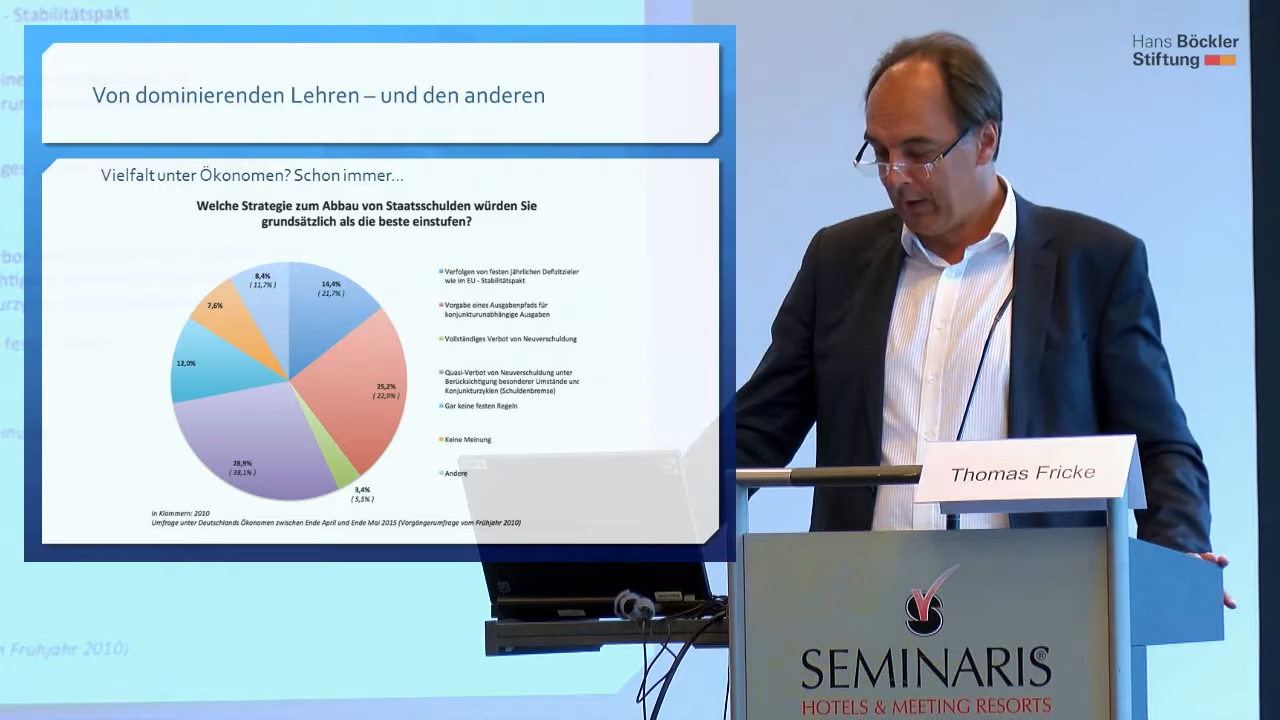 - Stabilitätspakt
Hans Böckler
Stiftung
Von dominierenden Lehren – und den anderen
Vielfalt unter Ökonomen? Schon immer...
Welche Strategie zum Abbau von Staatsschulden würden Sie
grundsätzlich als die beste einstufen?
8,4%
( 11,7% )
14,4%
( 21,7% )
7,6%
12,0%
25,2%
( 22,9% )
28,9%
( 38,1% )
3,4%
( 5,5% )
Verfolgen von festen jährlichen Defizitzieler
wie im EU - Stabilitätspakt
Vorgabe eines Ausgabenpfads für
konjunkturunabhängige Ausgaben
Vollständiges Verbot von Neuverschuldung
Quasi-Verbot von Neuverschuldung unter
Berücksichtigung besonderer Umstände und
Konjunkturzyklen (Schuldenbremse)
Gar keine festen Regeln
Keine Meinung
Andere
In Klammern: 2010
Umfrage unter Deutschlands Ökonomen zwischen Ende April und Ende Mai 2015 (Vorgängerumfrage vom Frühjahr 2010)
Thomas Fricke
SEMINARIS®
HOTELS & MEETING RESORTS
Frühjahr 2010)